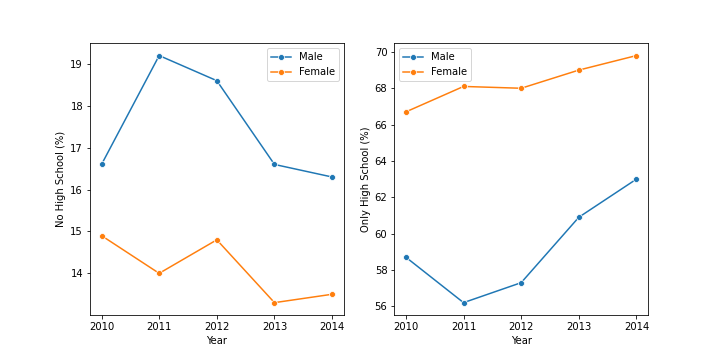 No High School (%)
19
18
17
16
15
14
Male
Female
2010 2011 2012 2013 2014
Year
Only High School (%)
70
68
66
64
62
60
58
56
Male
Female
2010 2011 2012 2013 2014
Year